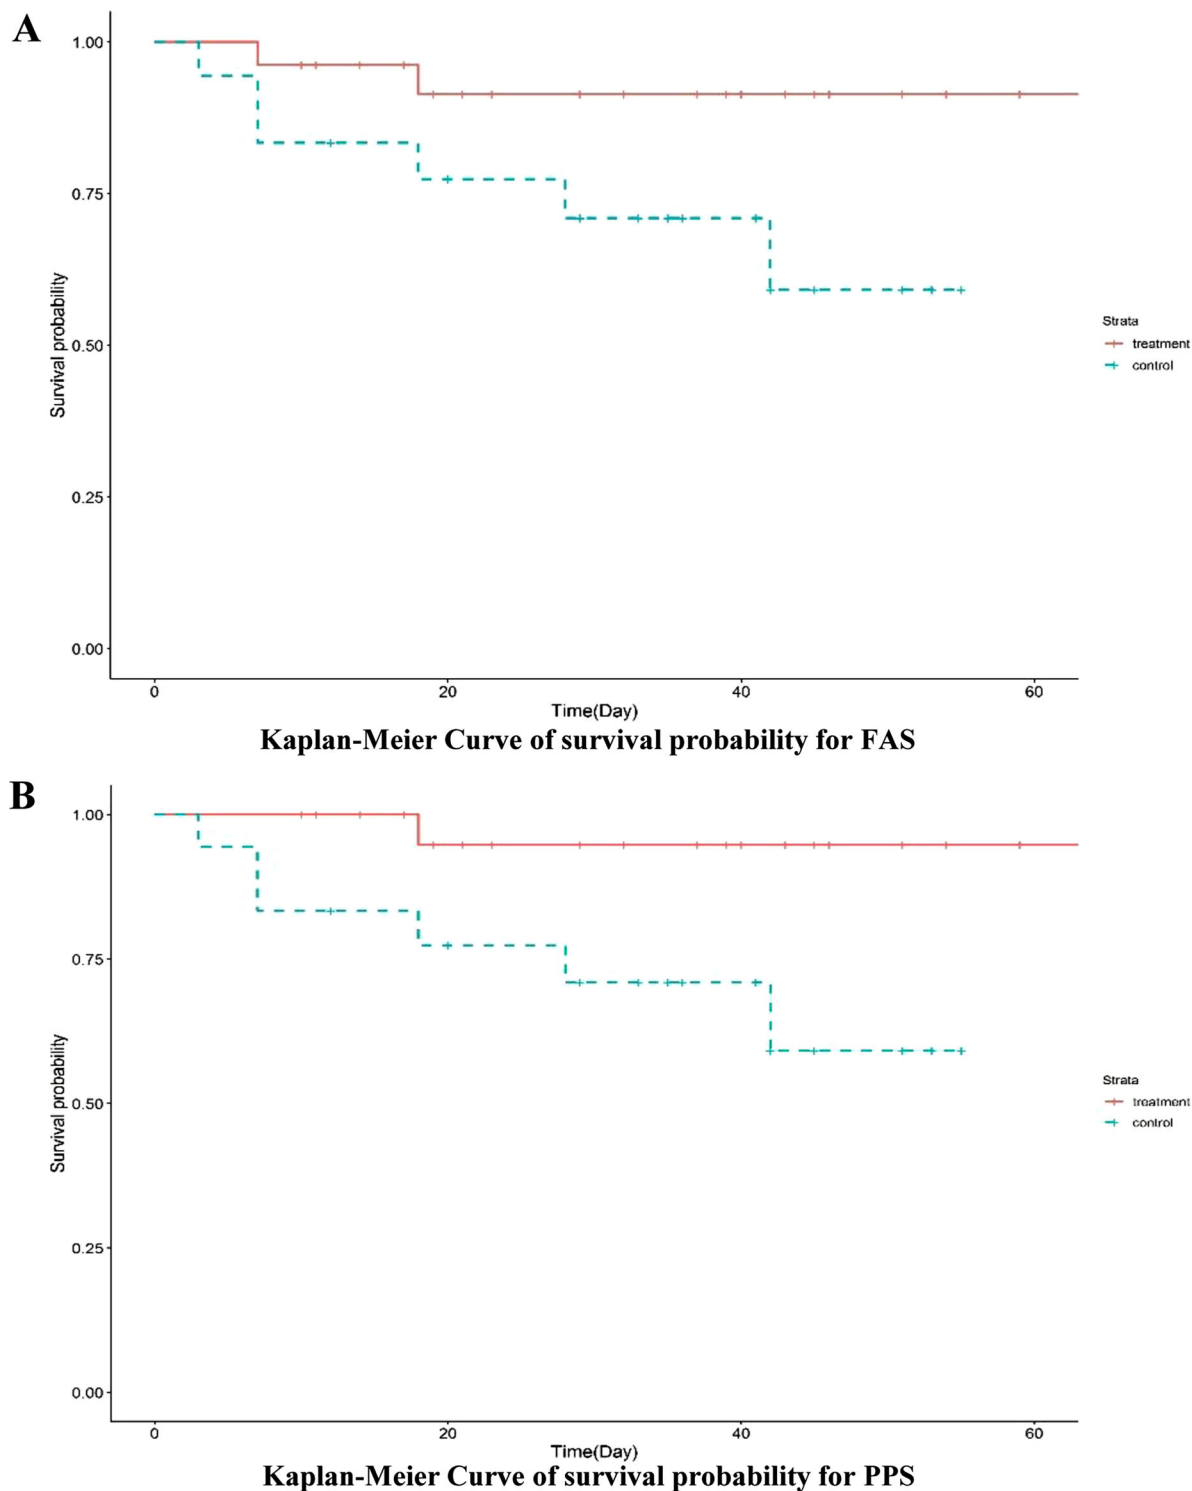 A
1.00
0.75
0.50
0.25
0.00
Survival probability
0
20
40
60
Time(Day)
Strata
treatment
control
Kaplan-Meier Curve of survival probability for FAS
B
1.00
0.75
0.50
0.25
0.00
Survival probability
0
20
40
60
Time(Day)
Strata
treatment
control
Kaplan-Meier Curve of survival probability for PPS